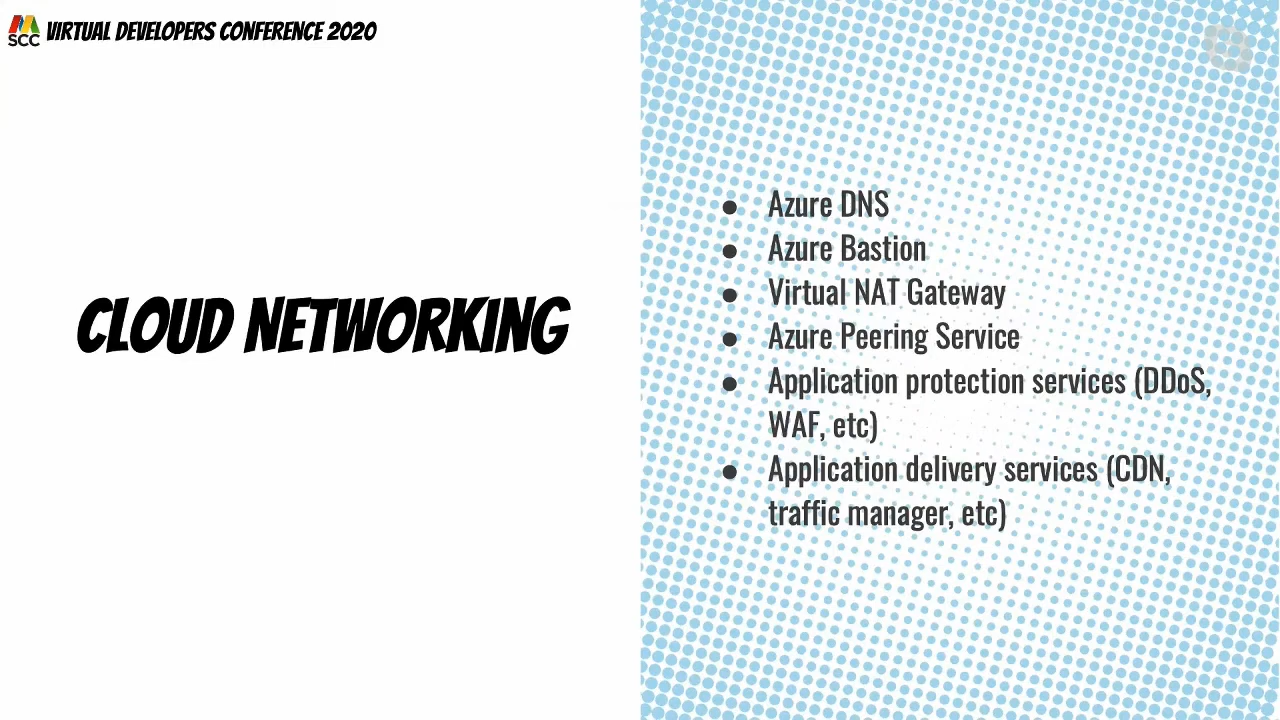 SCC VIRTUAL DEVELOPERS CONFERENCE 2020
CLOUD NETWORKING
● Azure DNS
● Azure Bastion
● Virtual NAT Gateway
● Azure Peering Service
● Application protection services (DDoS,
WAF, etc)
● Application delivery services (CDN,
traffic manager, etc)